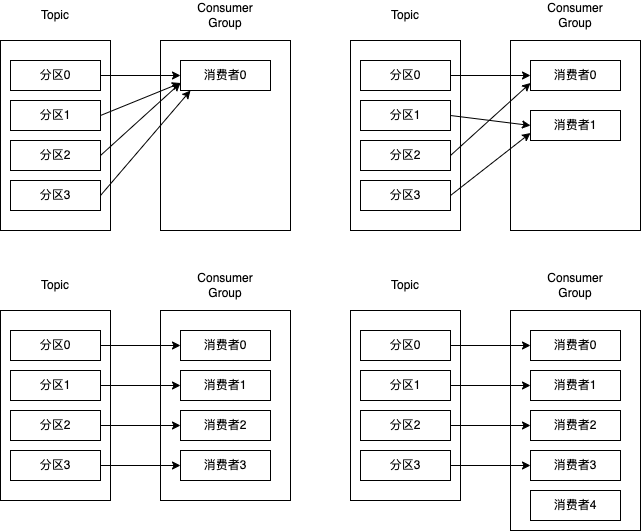 Topic
Consumer
Group
分区0
分区1
分区2
分区3
消费者0
Topic
Consumer
Group
分区0
分区1
分区2
分区3
消费者0
消费者1
Topic
Consumer
Group
分区0
分区1
分区2
分区3
消费者0
消费者1
消费者2
消费者3
Topic
Consumer
Group
分区0
分区1
分区2
分区3
消费者0
消费者1
消费者2
消费者3
消费者4